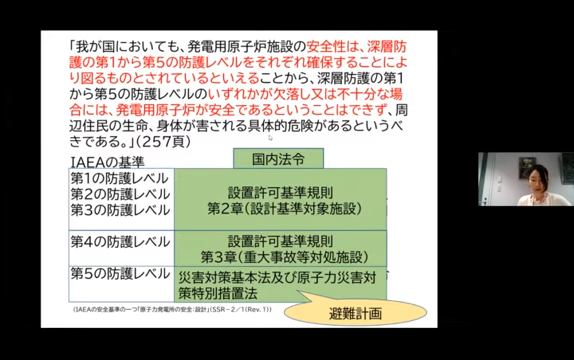 「我が国においても、発電用原子炉施設の安全性は、深層防
護の第1から第5の防護レベルをそれぞれ確保することによ
り図るものとされているといえることから、深層防護の第1
から第5の防護レベルのいずれかが欠落し又は不十分な場
合には、発電用原子炉が安全であるということはできず、周
辺住民の生命、身体が害される具体的危険があるというべ
きである。」(257頁)
IAEAの基準
国内法令
第1の防護レベル
第2の防護レベル
第3の防護レベル
設置許可基準規則
第2章(設計基準対象施設)
第4の防護レベル
設置許可基準規則
第3章(重大事故等対処施設)
第5の防護レベル
災害対策基本法及び原子力災害対
策特別措置法
(IAEAの安全基準の一つ「原子力発電所の安全:設計」(SSR-2/1(Rev.1))
避難計画